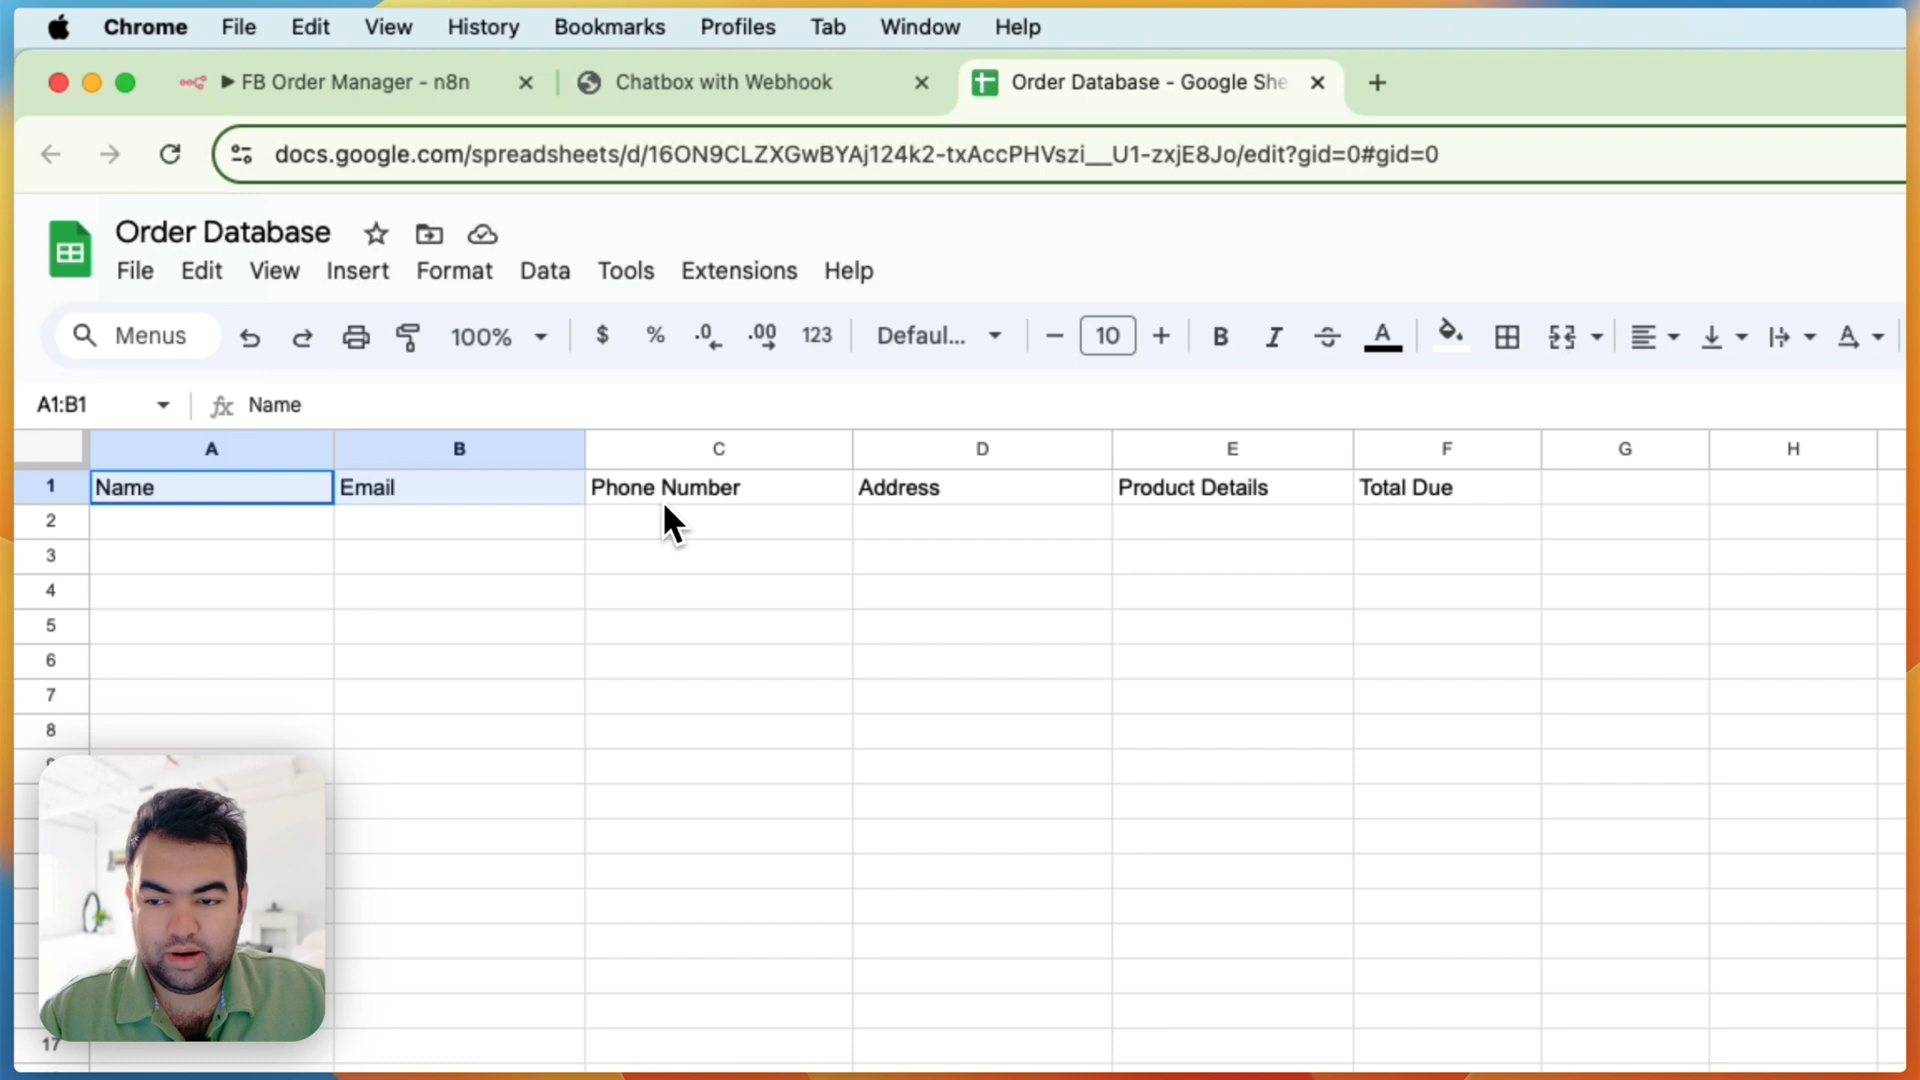 Chrome File Edit View History Bookmarks Profiles Tab Window Help
▶ FB Order Manager - n8n Chatbox with Webhook Order Database - Google She
docs.google.com/spreadsheets/d/16ON9CLZXGwBYAj124k2-txAccPHVszi__U1-zxjE8Jo/edit?gid=0#gid=0
Order Database
File Edit View Insert Format Data Tools Extensions Help
Menus 100% $ % .0 .00 123 Defaul... 10 B I A A
A1:B1 fx Name
A B C D E F G H
1 Name Email Phone Number Address Product Details Total Due
2
3
4
5
6
7
8
17